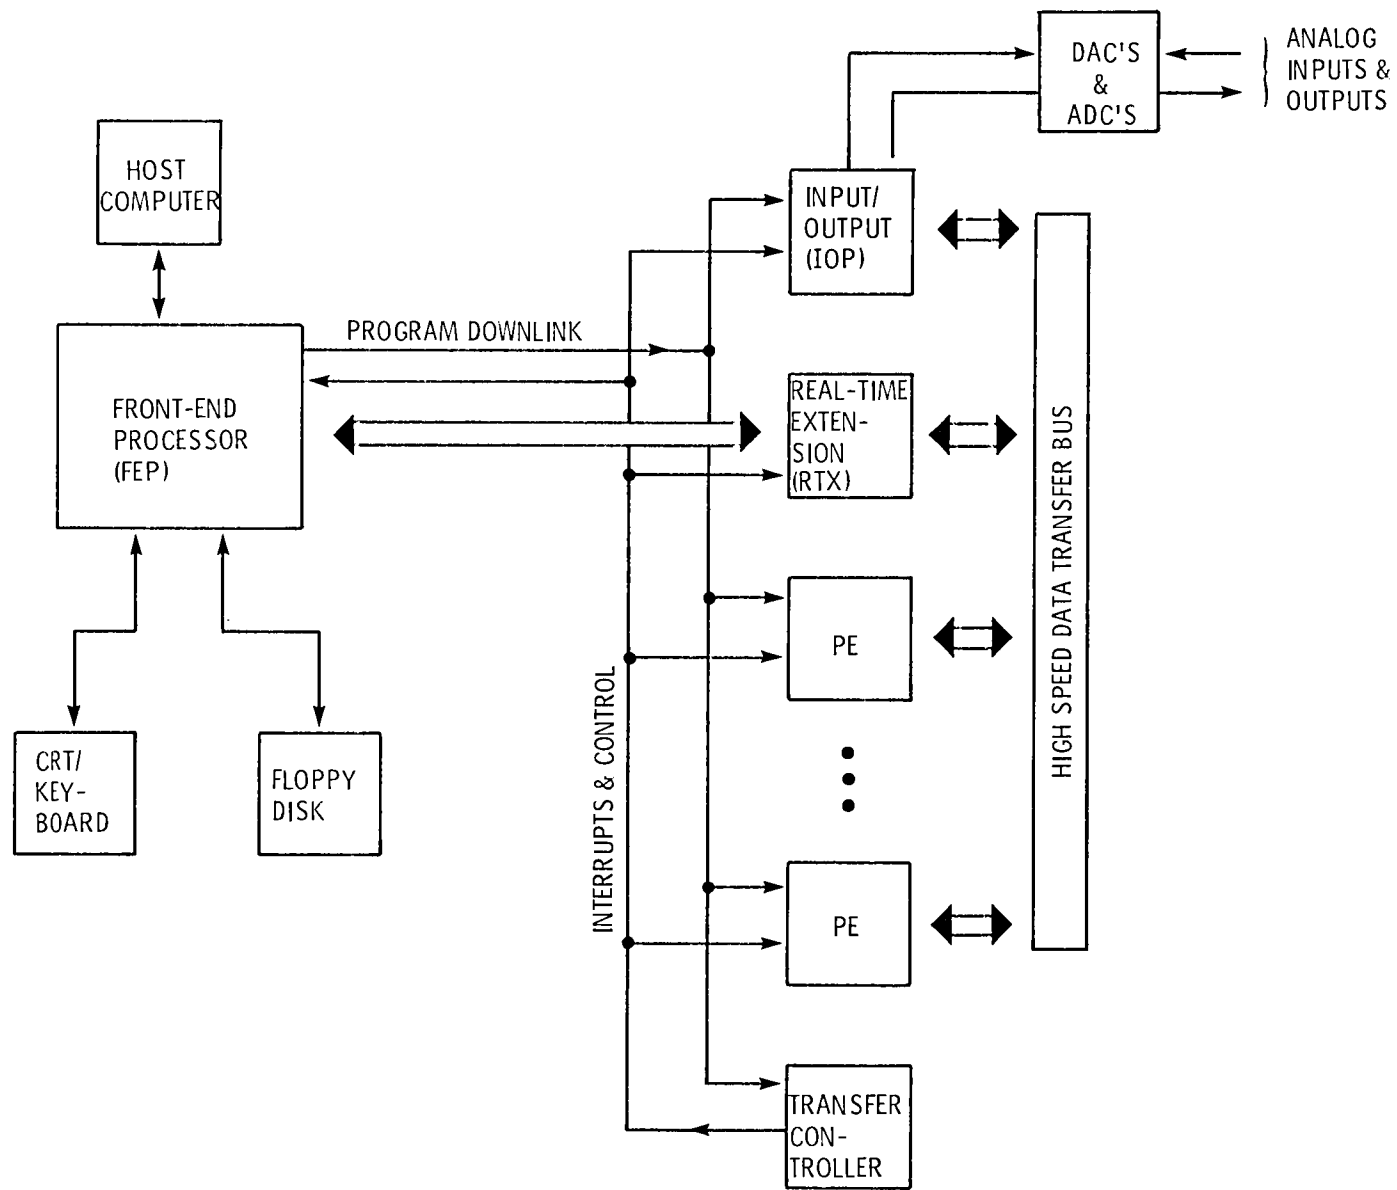 DAC'S
&
ADC'S
ANALOG
INPUTS &
OUTPUTS
HOST
COMPUTER
INPUT/
OUTPUT
(IOP)
PROGRAM DOWNLINK
FRONT-END
PROCESSOR
(FEP)
REAL-TIME
EXTEN-
SION
(RTX)
HIGH SPEED DATA TRANSFER BUS
PE
INTERRUPTS & CONTROL
CRT/
KEY-
BOARD
FLOPPY
DISK
PE
TRANSFER
CON-
TROLLER